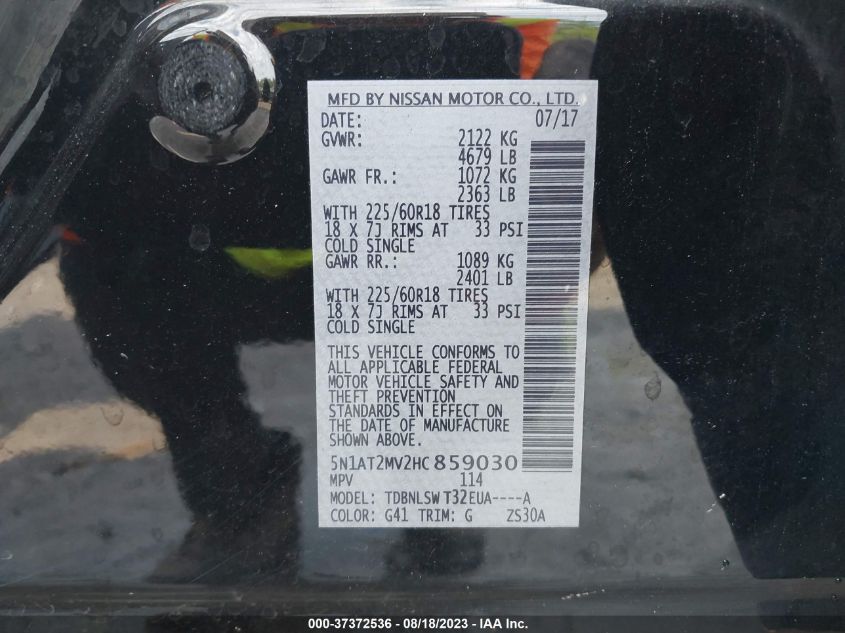 MFD BY NISSAN MOTOR CO., LTD.
DATE: 07/17
GVWR: 2122 KG
4679 LB
GAWR FR.: 1072 KG
2363 LB
WITH 225/60R18 TIRES
18 X 7J RIMS AT 33 PSI
COLD SINGLE
GAWR RR.: 1089 KG
2401 LB
WITH 225/60R18 TIRES
18 X 7J RIMS AT 33 PSI
COLD SINGLE
THIS VEHICLE CONFORMS TO
ALL APPLICABLE FEDERAL
MOTOR VEHICLE SAFETY AND
THEFT PREVENTION
STANDARDS IN EFFECT ON
THE DATE OF MANUFACTURE
SHOWN ABOVE.
5N1AT2MV2HC859030
MPV 114
MODEL: TDBNLSWT32EUA----A
COLOR: G41 TRIM: G ZS30A
000-37372536 - 08/18/2023 - IAA Inc.